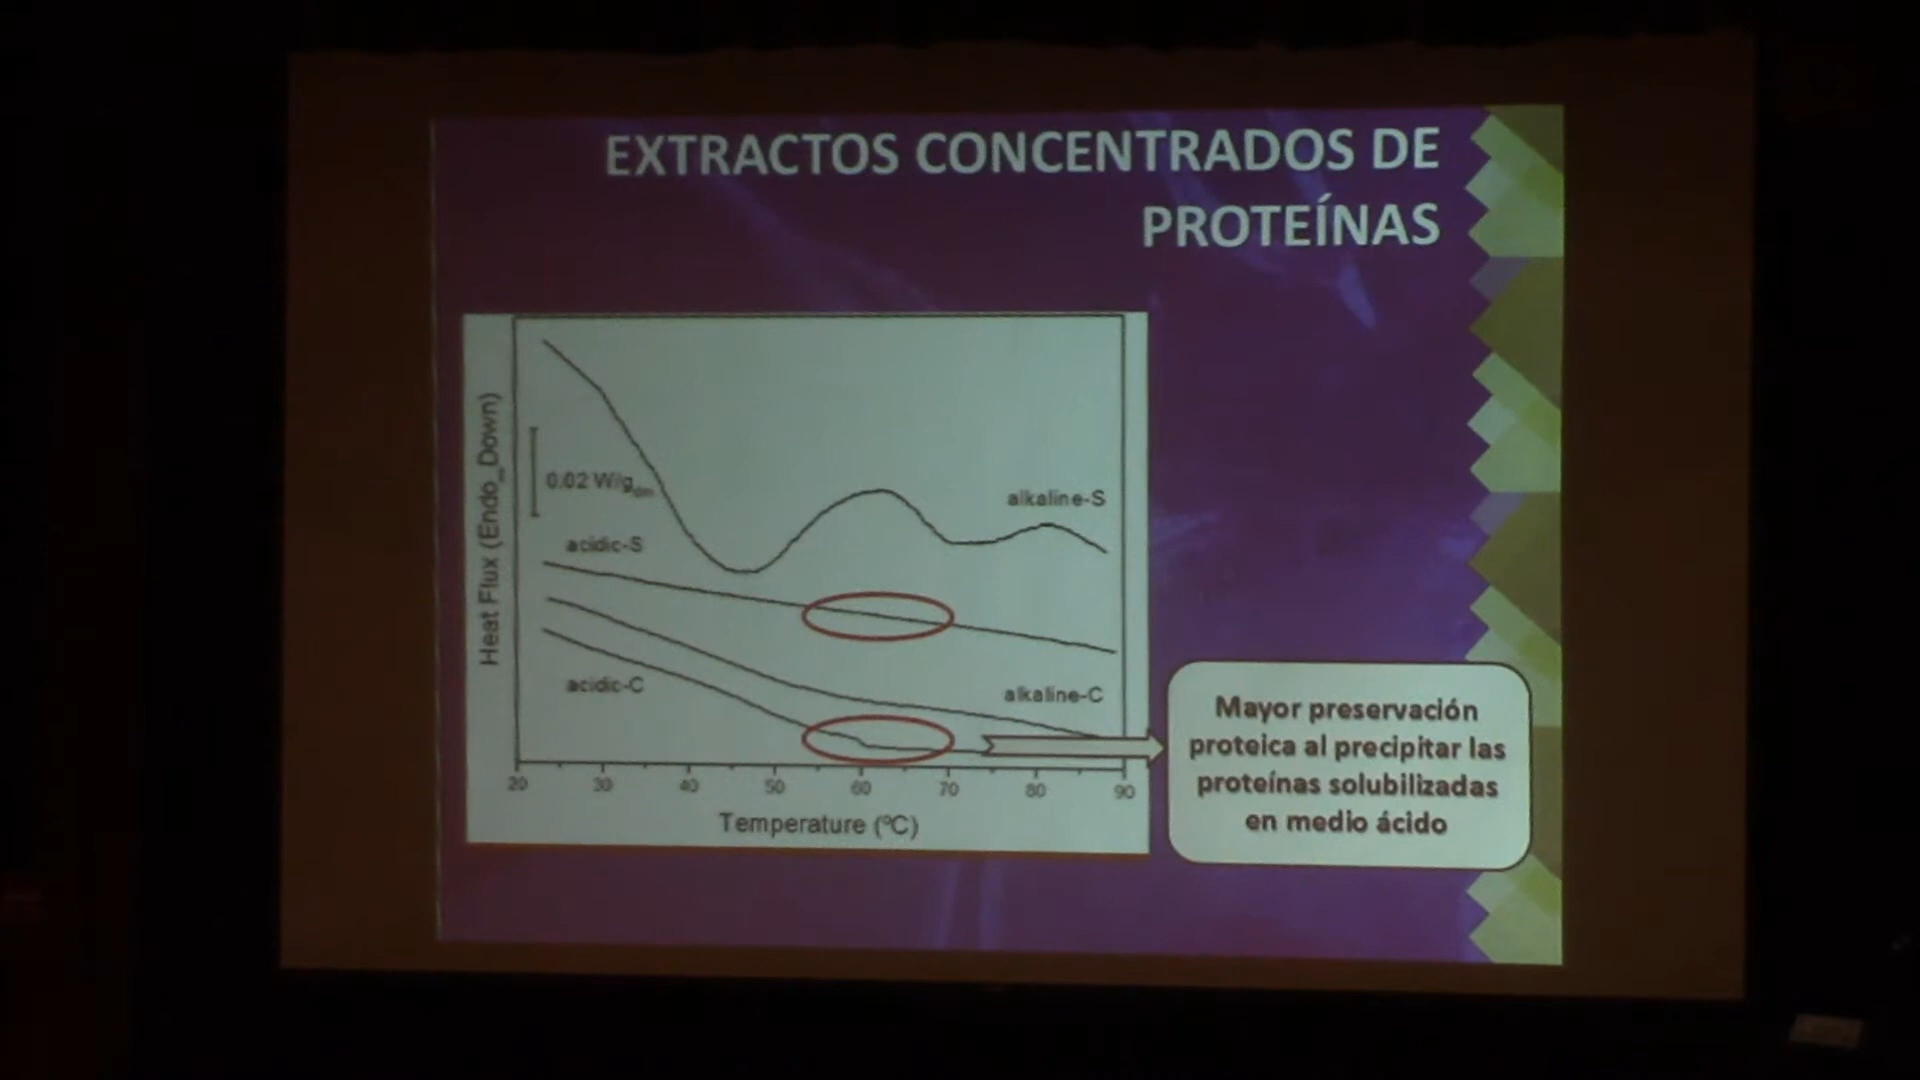 EXTRACTOS CONCENTRADOS DE
PROTEÍNAS
Heat Flux (Endo_Down)
0.02 W/g
dm
alkaline-S
acidic-S
acidic-C
alkaline-C
20 30 40 50 60 70 80 90
Temperature (ºC)
Mayor preservación
proteica al precipitar las
proteínas solubilizadas
en medio ácido